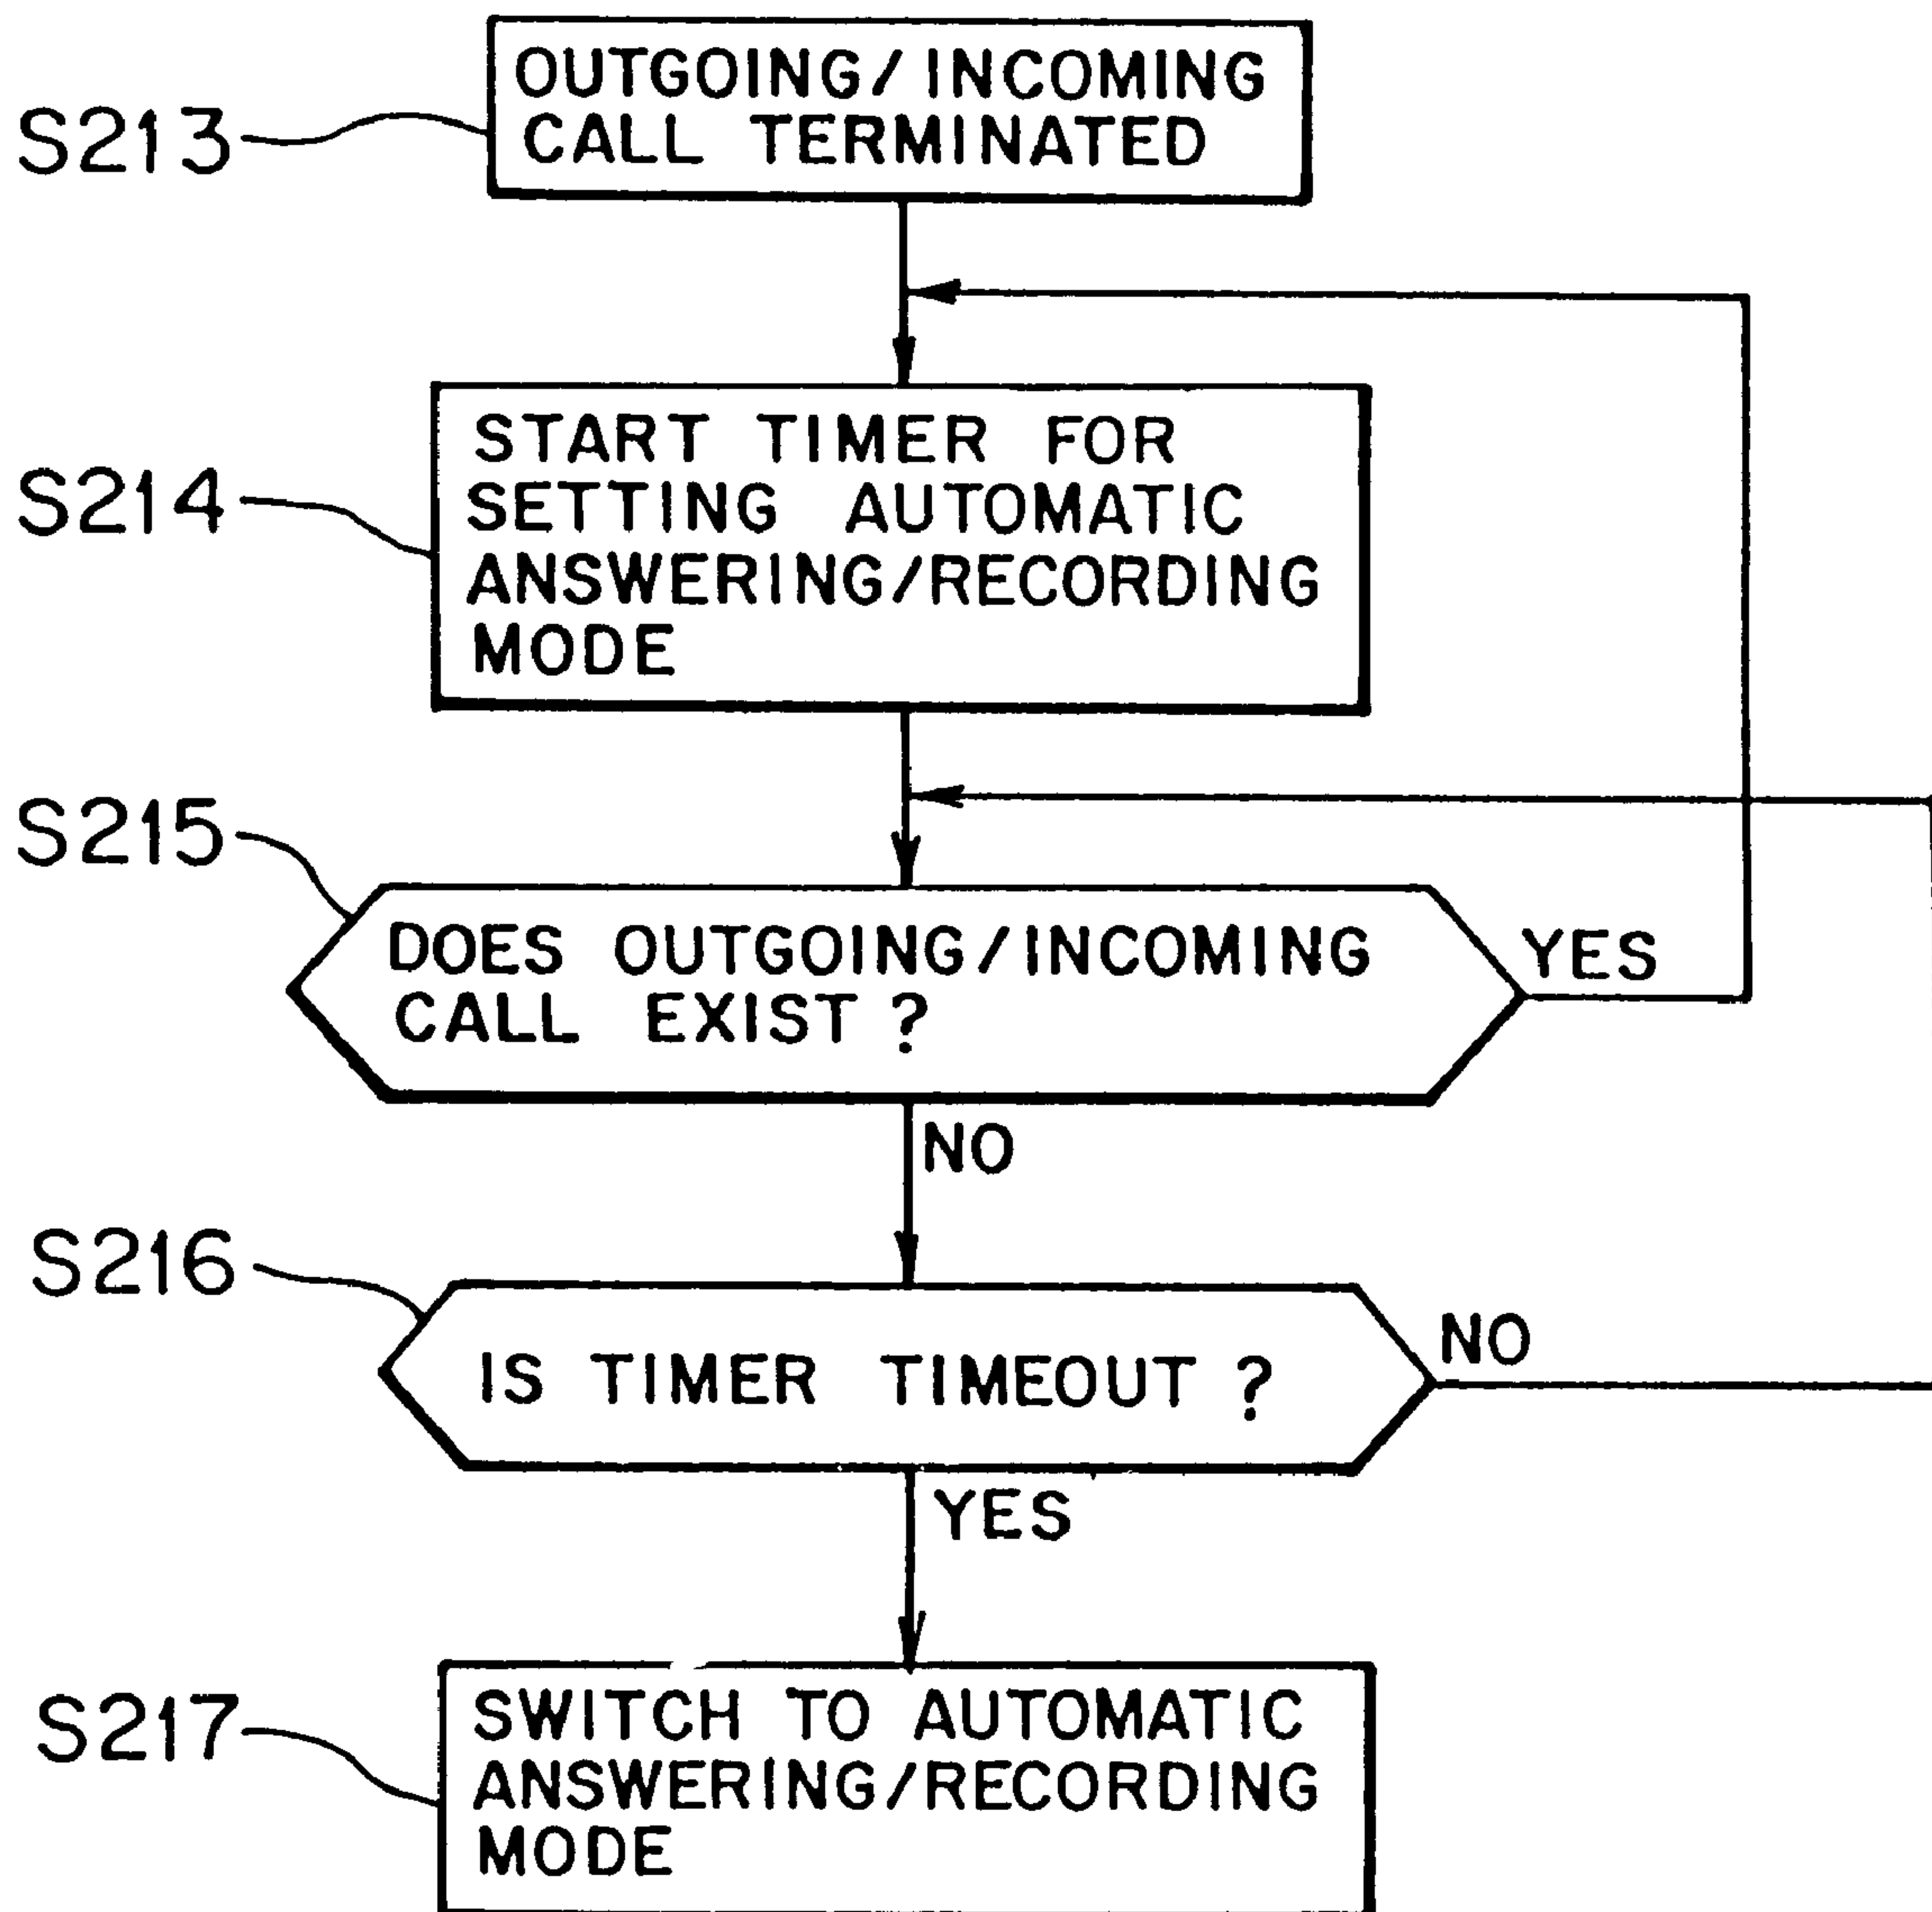 OUTGOING/INCOMING
CALL TERMINATED
S213
START TIMER FOR
SETTING AUTOMATIC
ANSWERING/RECORDING
MODE
S214
S215
DOES OUTGOING/INCOMING
CALL EXIST ?
YES
NO
S216
IS TIMER TIMEOUT ?
NO
YES
S217
SWITCH TO AUTOMATIC
ANSWERING/RECORDING
MODE